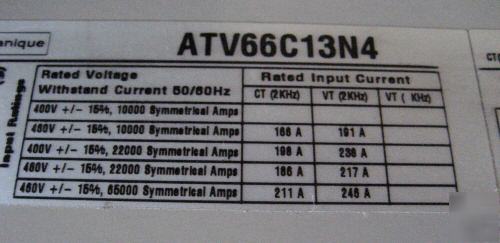 anique
ATV66C13N4
CT
Input Ratings
Rated Voltage Rated Input Current
Withstand Current 50/60Hz CT (2KHz) VT (2KHz) VT ( KHz)
400V +/- 15%, 10000 Symmetrical Amps
460V +/- 15%, 10000 Symmetrical Amps 166 A 191 A
400V +/- 15%, 22000 Symmetrical Amps 198 A 236 A
460V +/- 15%, 22000 Symmetrical Amps 186 A 217 A
460V +/- 15%, 65000 Symmetrical Amps 211 A 246 A